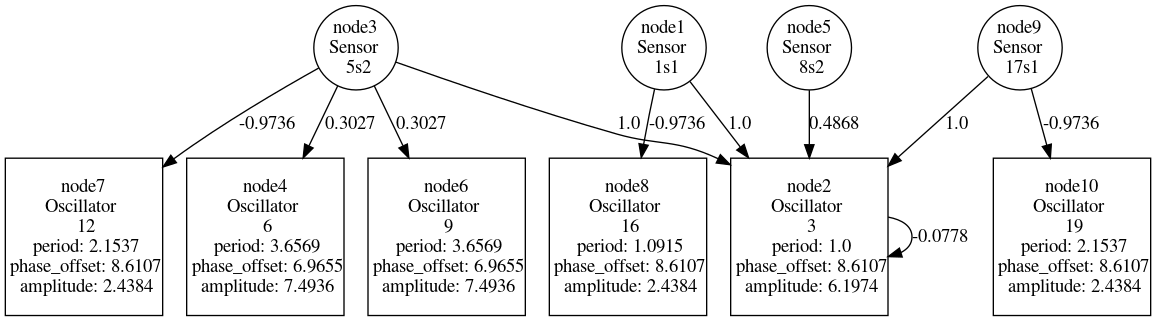 node3
Sensor
5s2
node1
Sensor
1s1
node5
Sensor
8s2
node9
Sensor
17s1
-0.9736
0.3027
0.3027
1.0
-0.9736
1.0
0.4868
1.0
-0.9736
node7
Oscillator
12
period: 2.1537
phase_offset: 8.6107
amplitude: 2.4384
node4
Oscillator
6
period: 3.6569
phase_offset: 6.9655
amplitude: 7.4936
node6
Oscillator
9
period: 3.6569
phase_offset: 6.9655
amplitude: 7.4936
node8
Oscillator
16
period: 1.0915
phase_offset: 8.6107
amplitude: 2.4384
node2
Oscillator
3
period: 1.0
phase_offset: 8.6107
amplitude: 6.1974
-0.0778
node10
Oscillator
19
period: 2.1537
phase_offset: 8.6107
amplitude: 2.4384